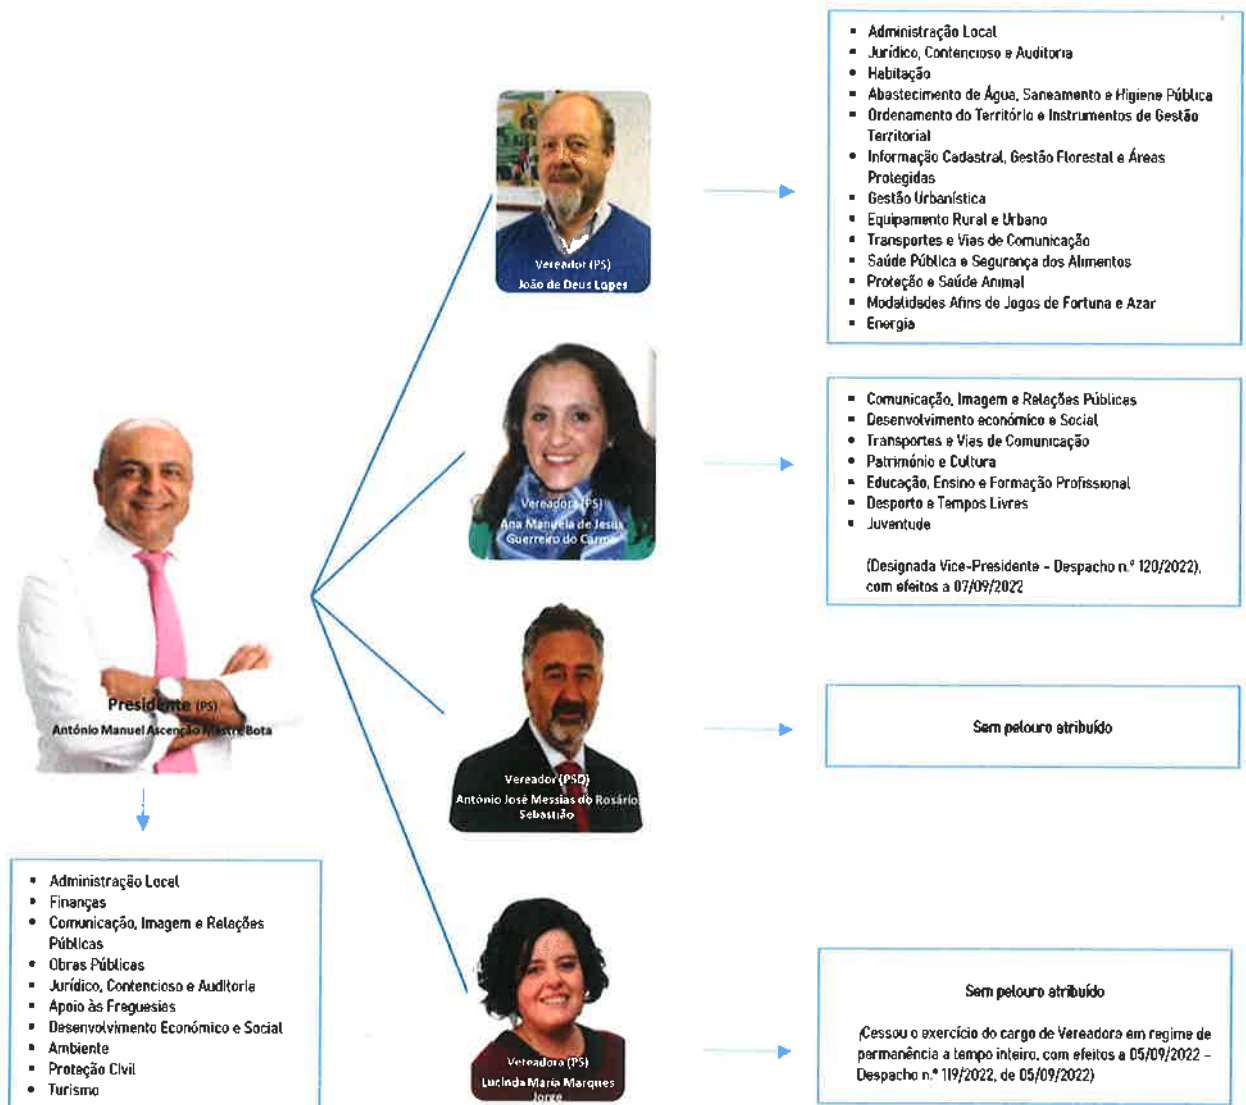 Administração Local
Jurídico, Contencioso e Auditoria
Habitação
Abastecimento de Água, Saneamento e Higiene Pública
Ordenamento do Território e Instrumentos de Gestão
Territorial
Informação Cadastral, Gestão Florestal e Áreas
Protegidas
Gestão Urbanística
Equipamento Rural e Urbano
Transportes e Vias de Comunicação
Saúde Pública e Segurança dos Alimentos
Proteção e Saúde Animal
Modalidades Afins de Jogos de Fortuna e Azar
Energia
Vereador (PS)
João de Deus Lopes
Comunicação, Imagem e Relações Públicas
Desenvolvimento económico e Social
Transportes e Vias de Comunicação
Património e Cultura
Educação, Ensino e Formação Profissional
Desporto e Tempos Livres
Juventude
(Designada Vice-Presidente - Despacho n.º 120/2022),
com efeitos a 07/09/2022
Vereadora (PS)
Ana Manuela de Jesus
Guerreiro do Carmo
Presidente (PS)
António Manuel Ascenção Mestre Bota
Vereador (PSD)
António José Messias do Rosário
Sebastião
Sem pelouro atribuído
Administração Local
Finanças
Comunicação, Imagem e Relações
Públicas
Obras Públicas
Jurídico, Contencioso e Auditoria
Apoio às Freguesias
Desenvolvimento Económico e Social
Ambiente
Proteção Civil
Turismo
Vereadora (PS)
Lucinda Maria Marques
Jorge
Sem pelouro atribuído
(Cessou o exercício do cargo de Vereadora em regime de
permanência a tempo inteiro, com efeitos a 05/09/2022 –
Despacho n.º 119/2022, de 05/09/2022)